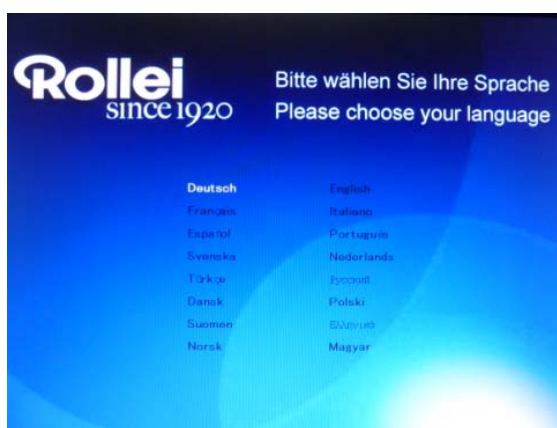 Rollei
since 1920
Bitte wählen Sie Ihre Sprache
Please choose your language
Deutsch English
Français Italiano
Español Português
Svenska Nederlands
Türkçe Русский
Dansk Polski
Suomen Ελληνικά
Norsk Magyar